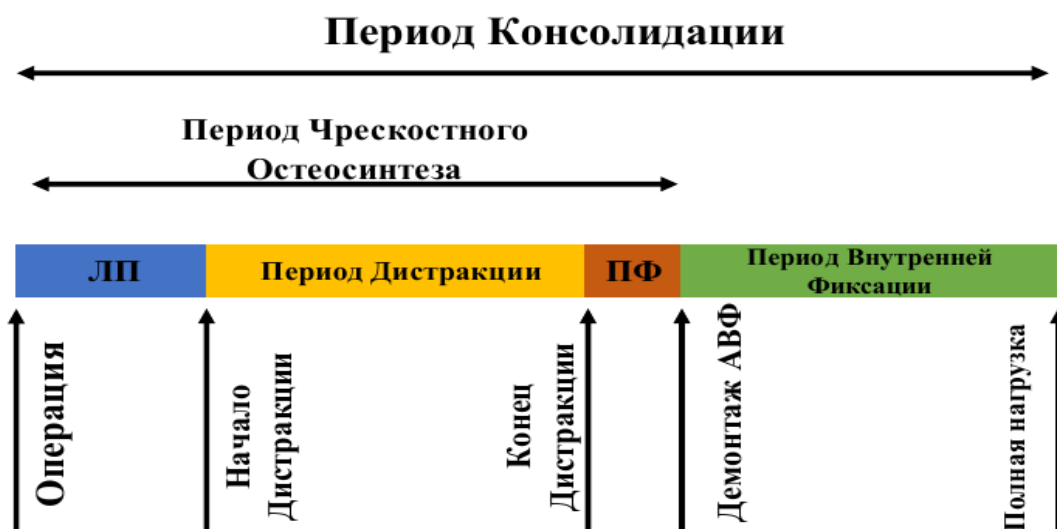 Период Консолидации
Период Чрескостного
Остеосинтеза
ЛП
Период Дистракции
ПФ
Период Внутренней
Фиксации
Операция
Начало
Дистракции
Конец
Дистракции
Демонтаж АВФ
Полная нагрузка